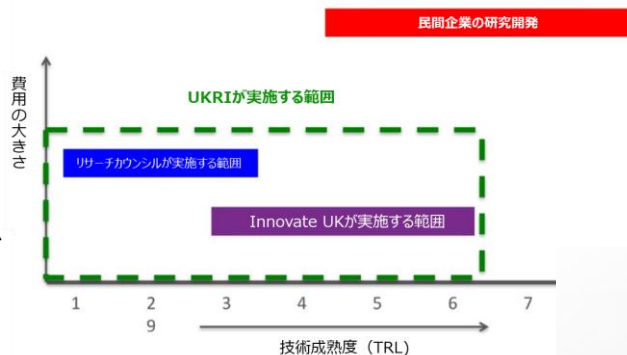 民間企業の研究開発
費用の大きさ
UKRIが実施する範囲
リサーチカウンシルが実施する範囲
Innovate UKが実施する範囲
1 2 3 4 5 6 7
9
技術成熟度（TRL)